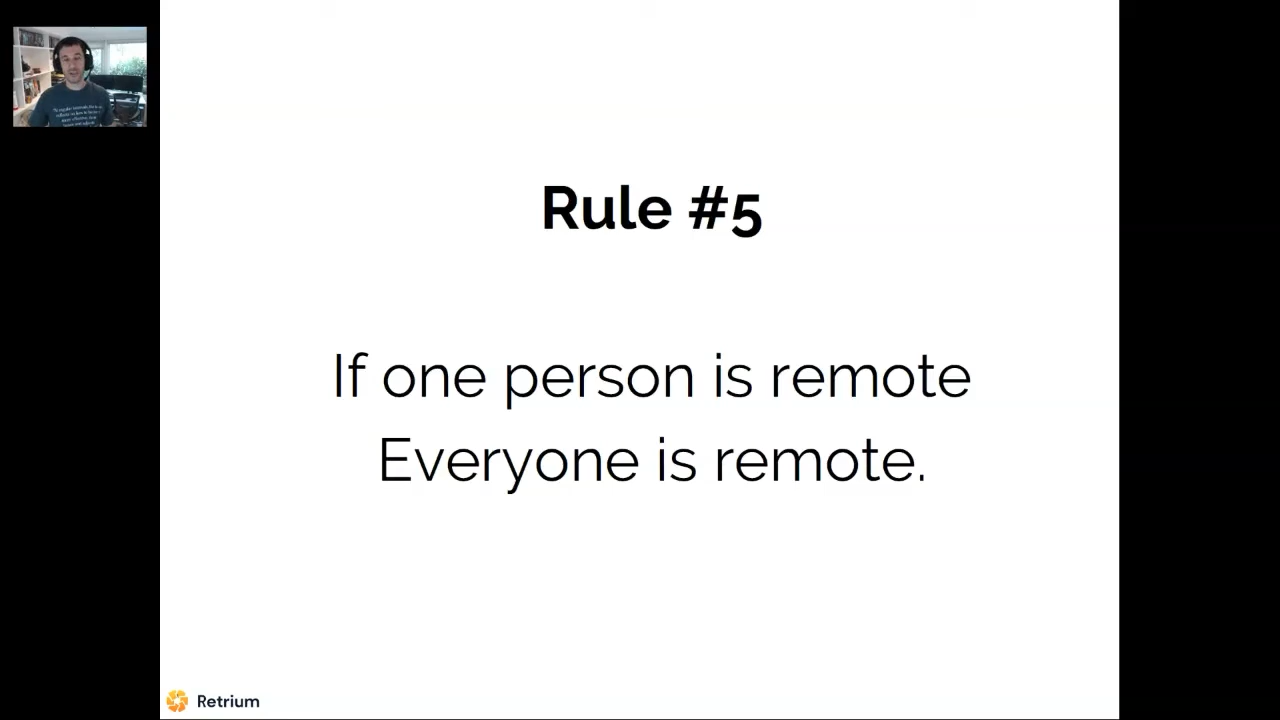 Rule #5
If one person is remote
Everyone is remote.
Retrium